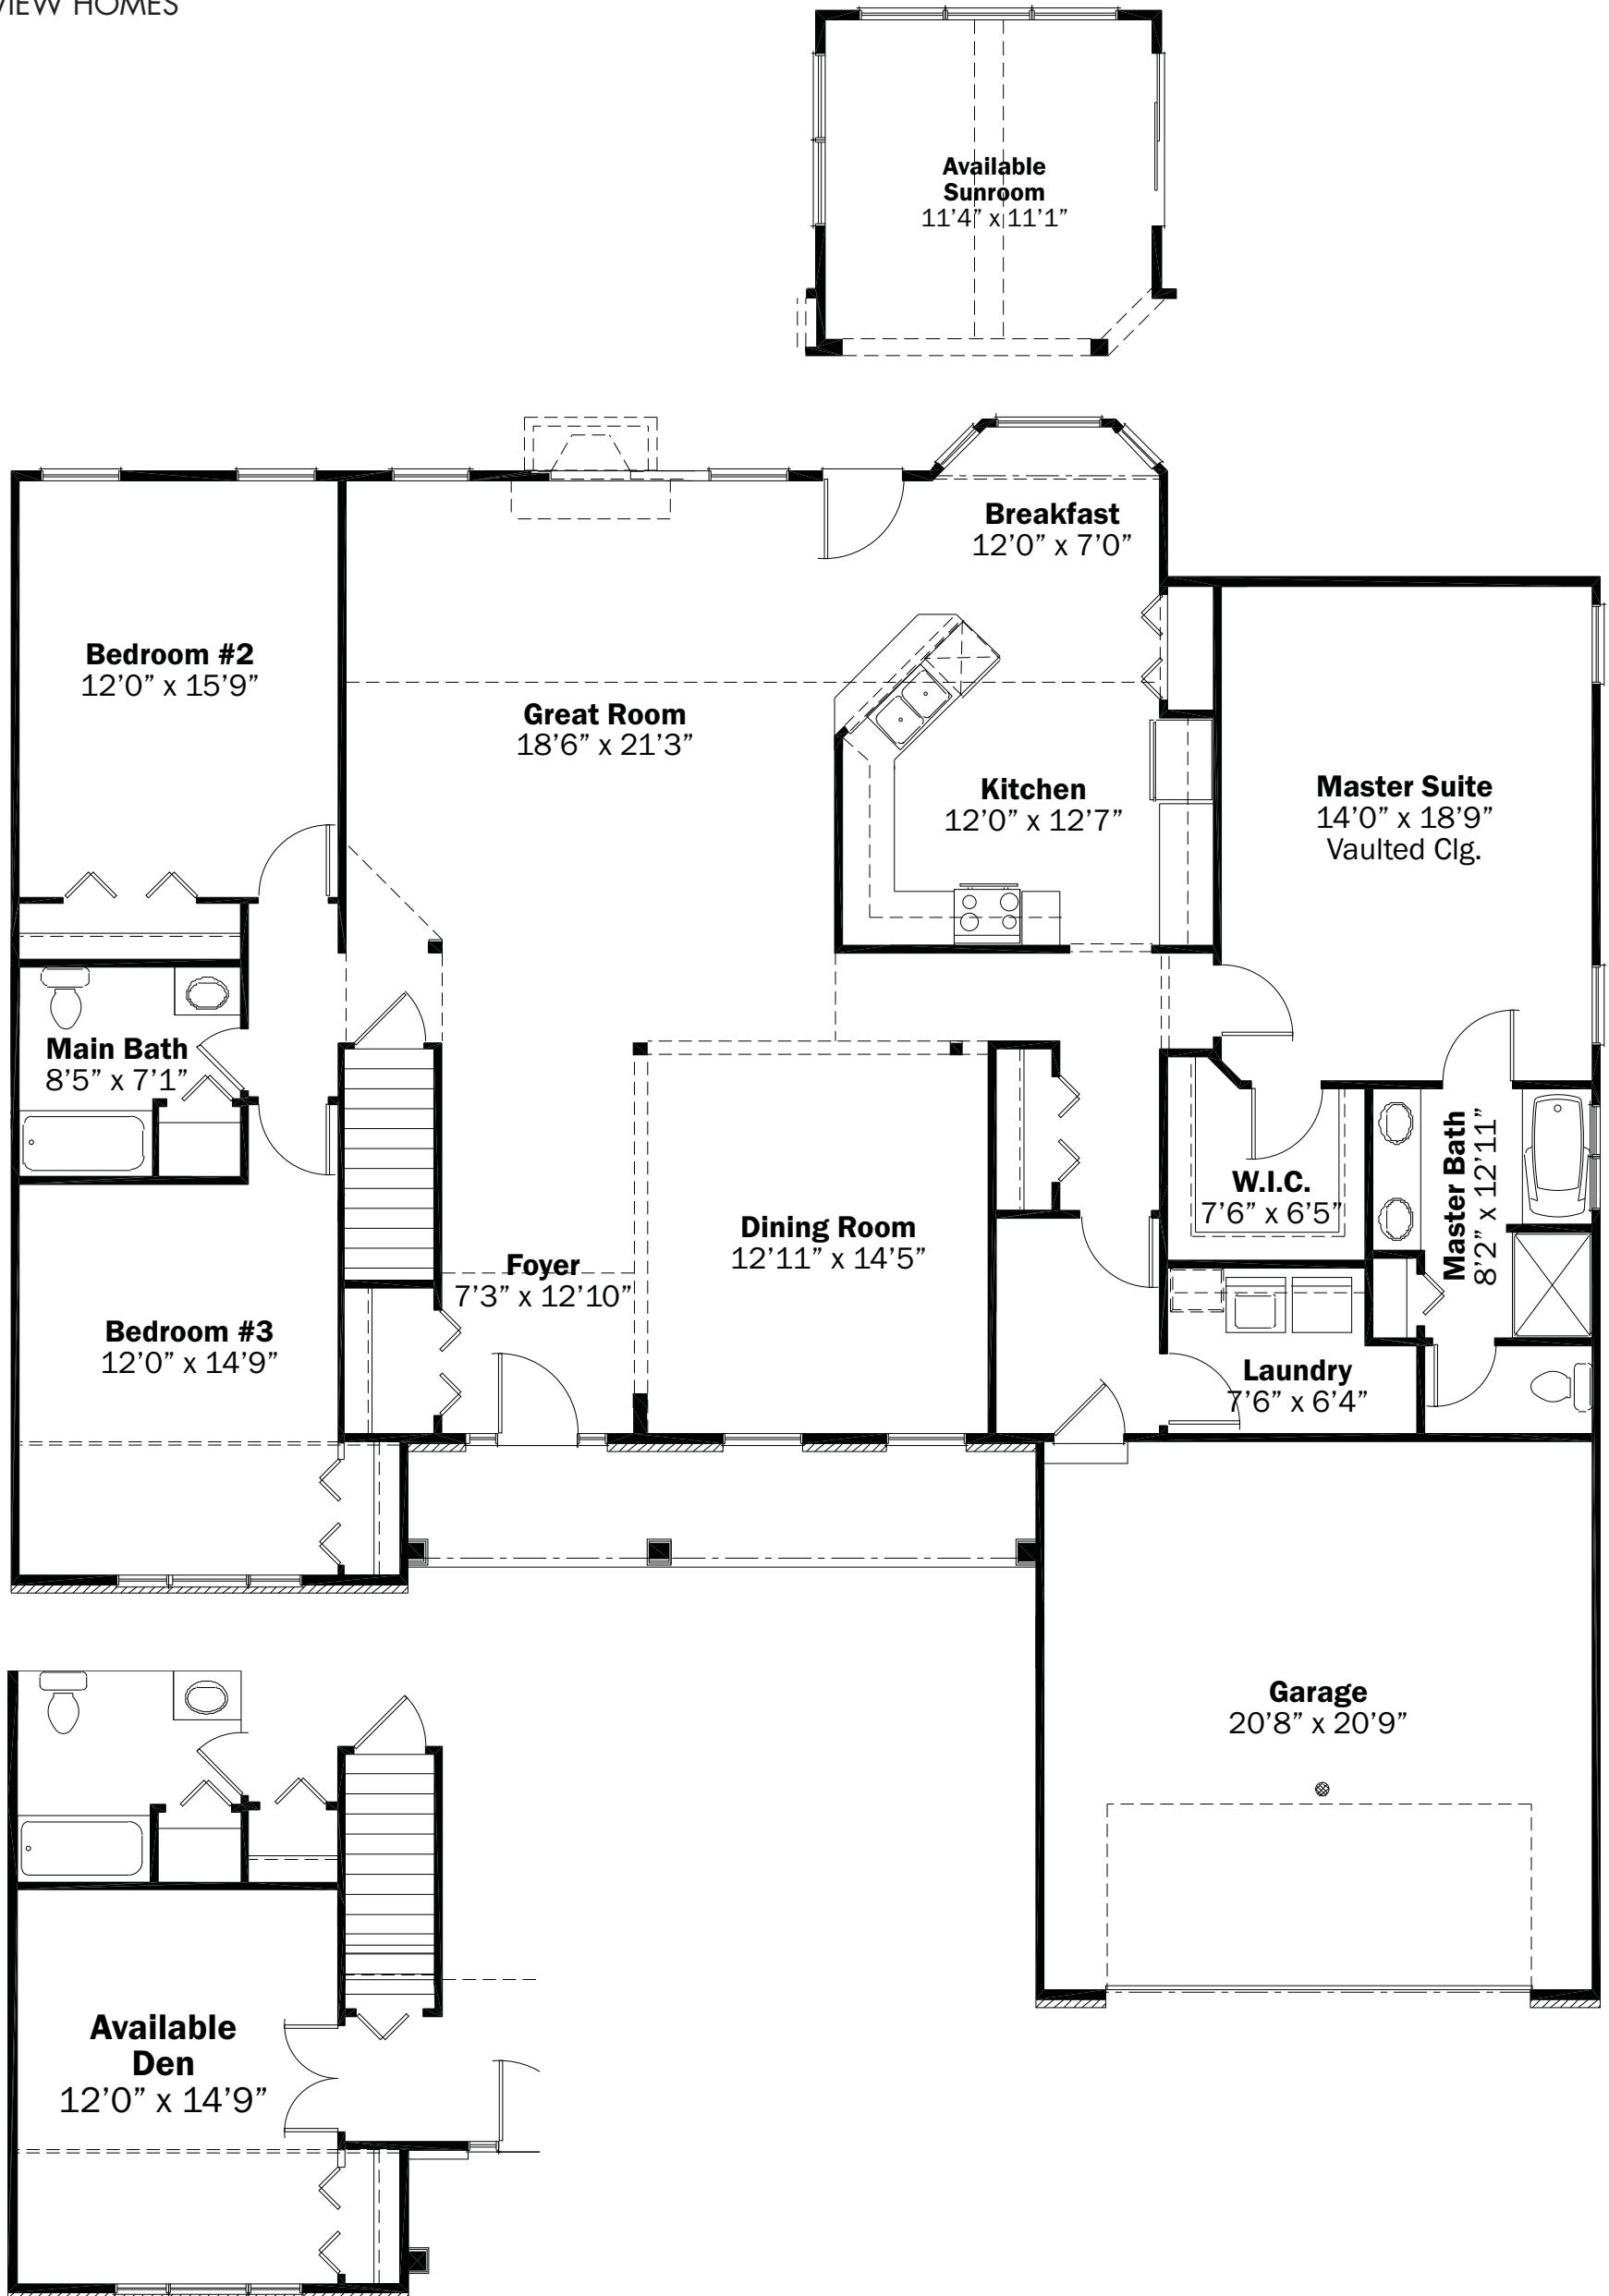 VIEW HOMES
Available
Sunroom
11’4” x 11’1”
Breakfast
12’0” x 7’0”
Bedroom #2
12’0” x 15’9”
Great Room
18’6” x 21’3”
Kitchen
12’0” x 12’7”
Master Suite
14’0” x 18’9”
Vaulted Clg.
Main Bath
8’5” x 7’1”
Master Bath
8’2” x 12’11”
W.I.C.
7’6” x 6’5”
Dining Room
12’11” x 14’5”
Foyer
7’3” x 12’10”
Bedroom #3
12’0” x 14’9”
Laundry
7’6” x 6’4”
Garage
20’8” x 20’9”
Available
Den
12’0” x 14’9”